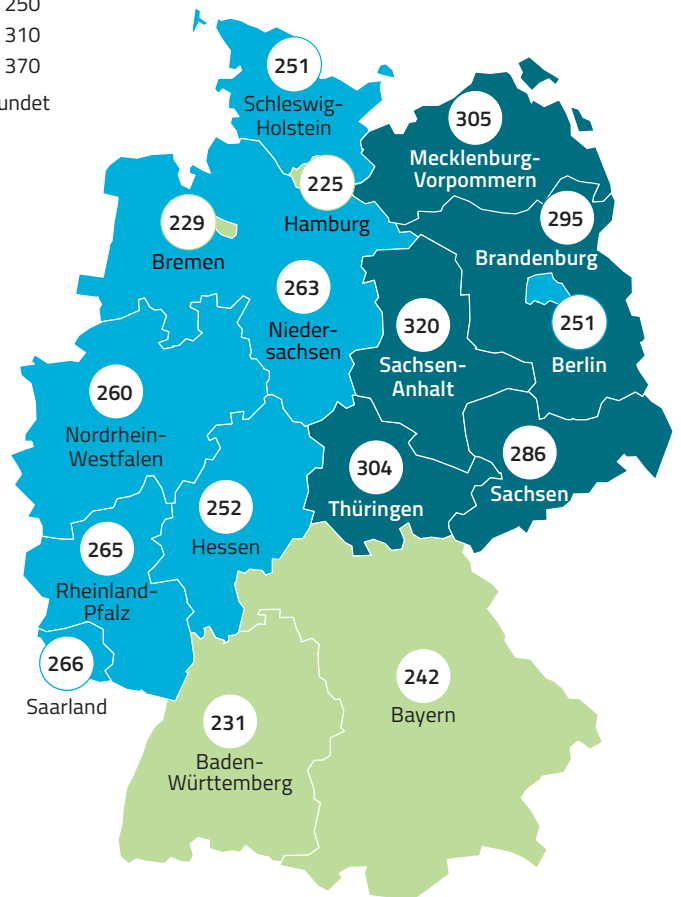 250
310
370
undet
251
Schleswig-
Holstein
305
Mecklenburg-
Vorpommern
225
Hamburg
229
Bremen
295
Brandenburg
263
Nieder-
sachsen
320
Sachsen-
Anhalt
251
Berlin
260
Nordrhein-
Westfalen
304
Thüringen
286
Sachsen
252
Hessen
265
Rheinland-
Pfalz
266
Saarland
242
Bayern
231
Baden-
Württemberg